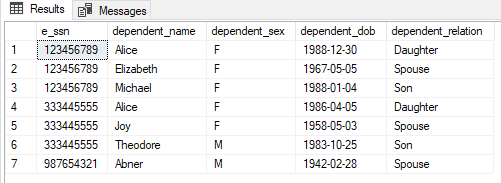 Results Messages
e_ssn dependent_name dependent_sex dependent_dob dependent_relation
1 123456789 Alice F 1988-12-30 Daughter
2 123456789 Elizabeth F 1967-05-05 Spouse
3 123456789 Michael F 1988-01-04 Son
4 333445555 Alice F 1986-04-05 Daughter
5 333445555 Joy F 1958-05-03 Spouse
6 333445555 Theodore M 1983-10-25 Son
7 987654321 Abner M 1942-02-28 Spouse